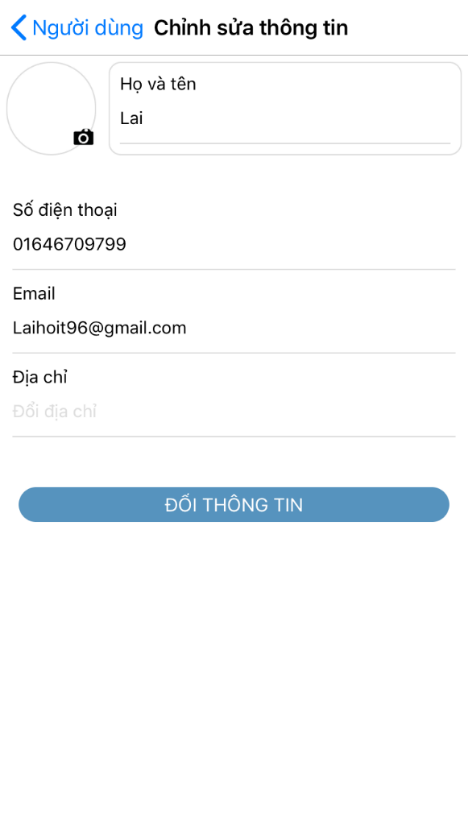 Người dùng Chỉnh sửa thông tin
Họ và tên
Lai
Số điện thoại
01646709799
Email
Laihoit96@gmail.com
Địa chỉ
Đổi địa chỉ
ĐỔI THÔNG TIN